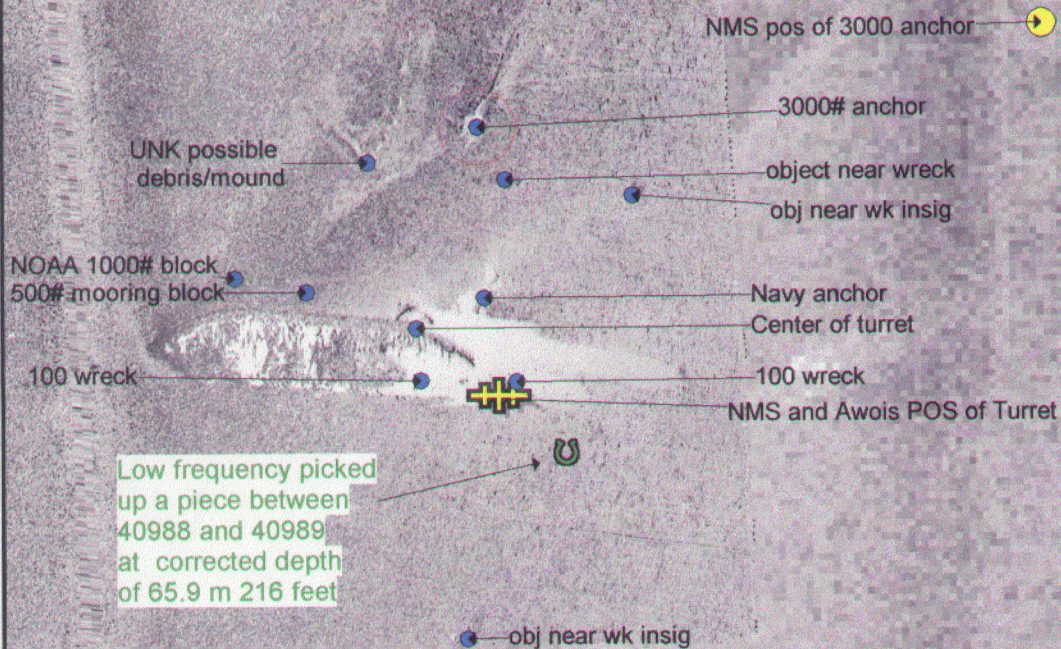 NMS pos of 3000 anchor
3000# anchor
UNK possible
debris/mound
object near wreck
obj near wk insig
NOAA 1000# block
500# mooring block
Navy anchor
Center of turret
100 wreck
100 wreck
NMS and Awois POS of Turret
Low frequency picked
up a piece between
40988 and 40989
at corrected depth
of 65.9 m 216 feet
obj near wk insig